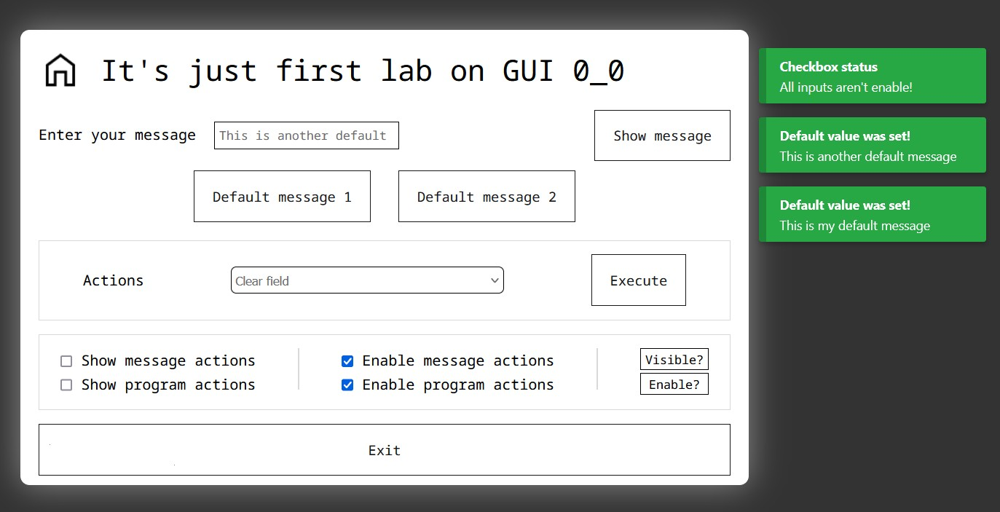 It's just first lab on GUI 0_0
Enter your message
This is another default
Show message
Default message 1
Default message 2
Actions
Clear field
Execute
Show message actions
Show program actions
Enable message actions
Enable program actions
Visible?
Enable?
Exit
Checkbox status
All inputs aren't enable!
Default value was set!
This is another default message
Default value was set!
This is my default message